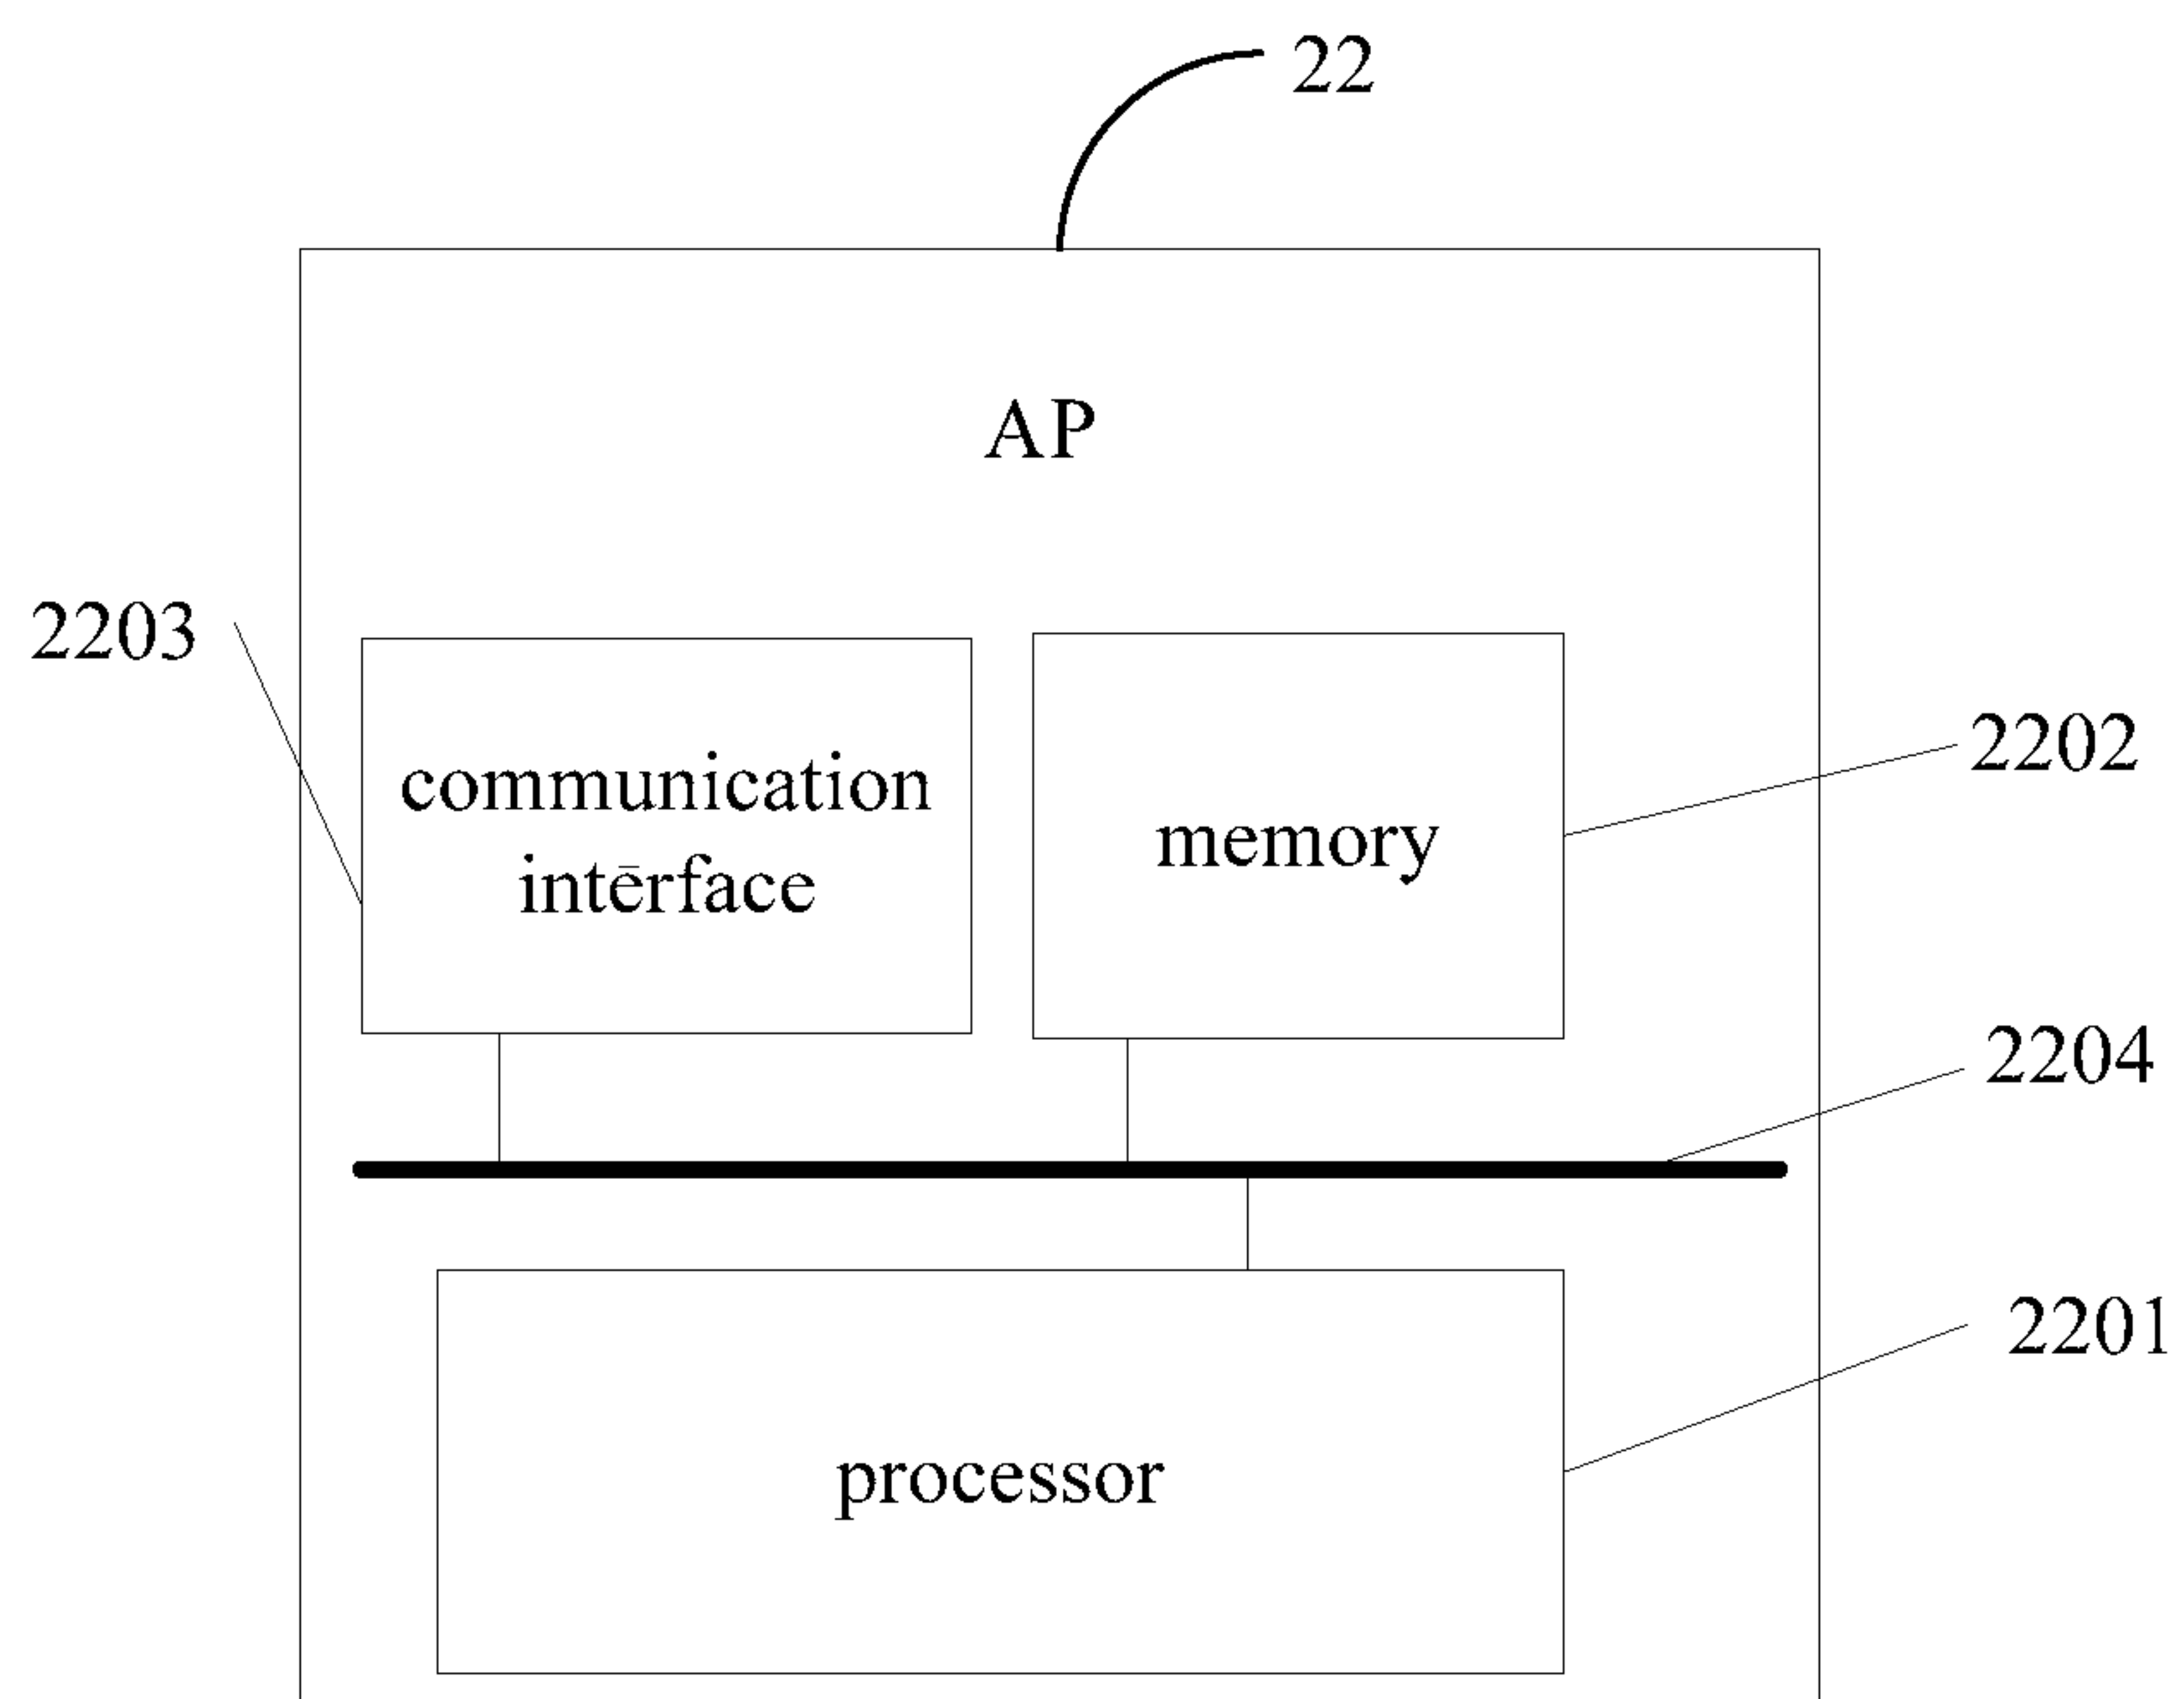 22
AP
2203
communication
interface
memory
2202
2204
2201
processor